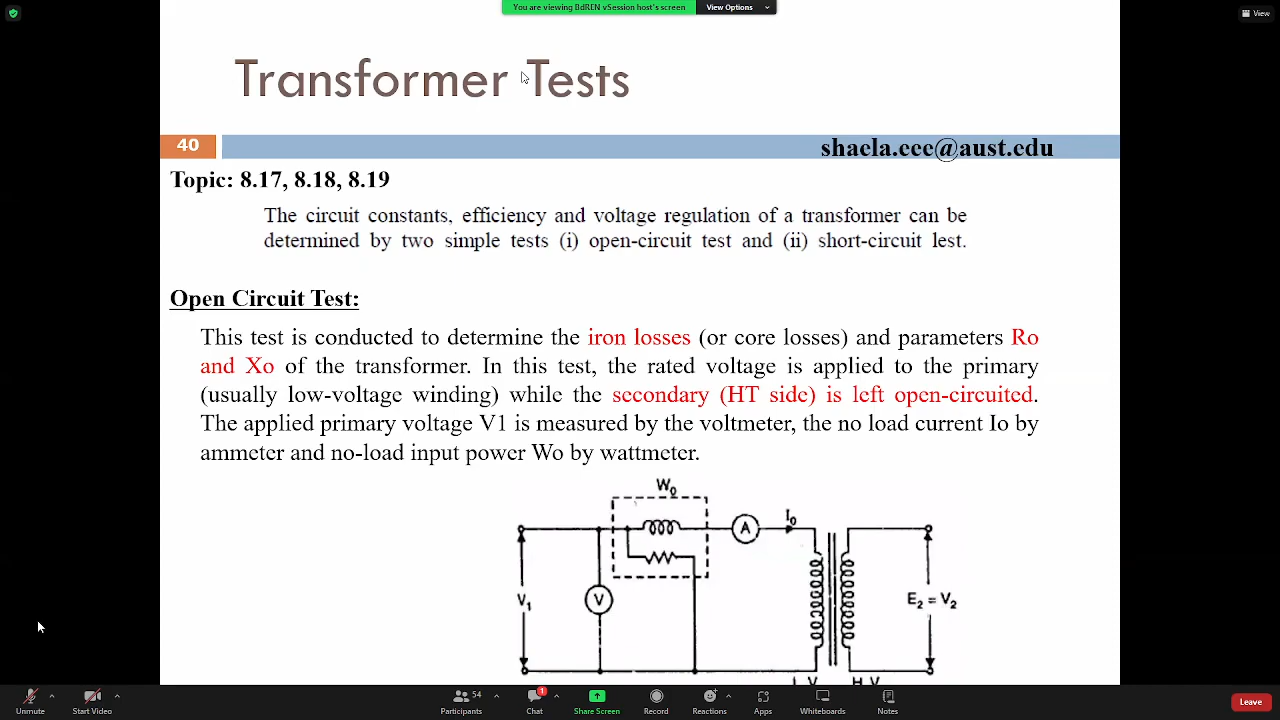 You are viewing BdREN vSession host's screen
View Options
View
Transformer Tests
40
shaela.eee@aust.edu
Topic: 8.17, 8.18, 8.19
The circuit constants, efficiency and voltage regulation of a transformer can be
determined by two simple tests (i) open-circuit test and (ii) short-circuit lest.
Open Circuit Test:
This test is conducted to determine the iron losses (or core losses) and parameters Ro
and Xo of the transformer. In this test, the rated voltage is applied to the primary
(usually low-voltage winding) while the secondary (HT side) is left open-circuited.
The applied primary voltage V1 is measured by the voltmeter, the no load current Io by
ammeter and no-load input power Wo by wattmeter.
W₀
A
I₀
V₁
V
E₂ = V₂
Unmute
Start Video
54
Participants
1
Chat
Share Screen
Record
Reactions
Apps
Whiteboards
Notes
Leave